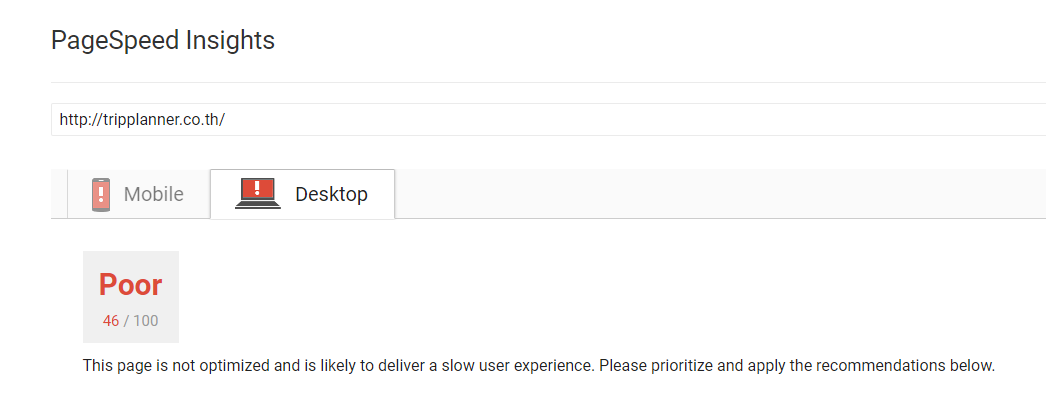 PageSpeed Insights
http://tripplanner.co.th/
Mobile
Desktop
Poor
46 / 100
This page is not optimized and is likely to deliver a slow user experience. Please prioritize and apply the recommendations below.